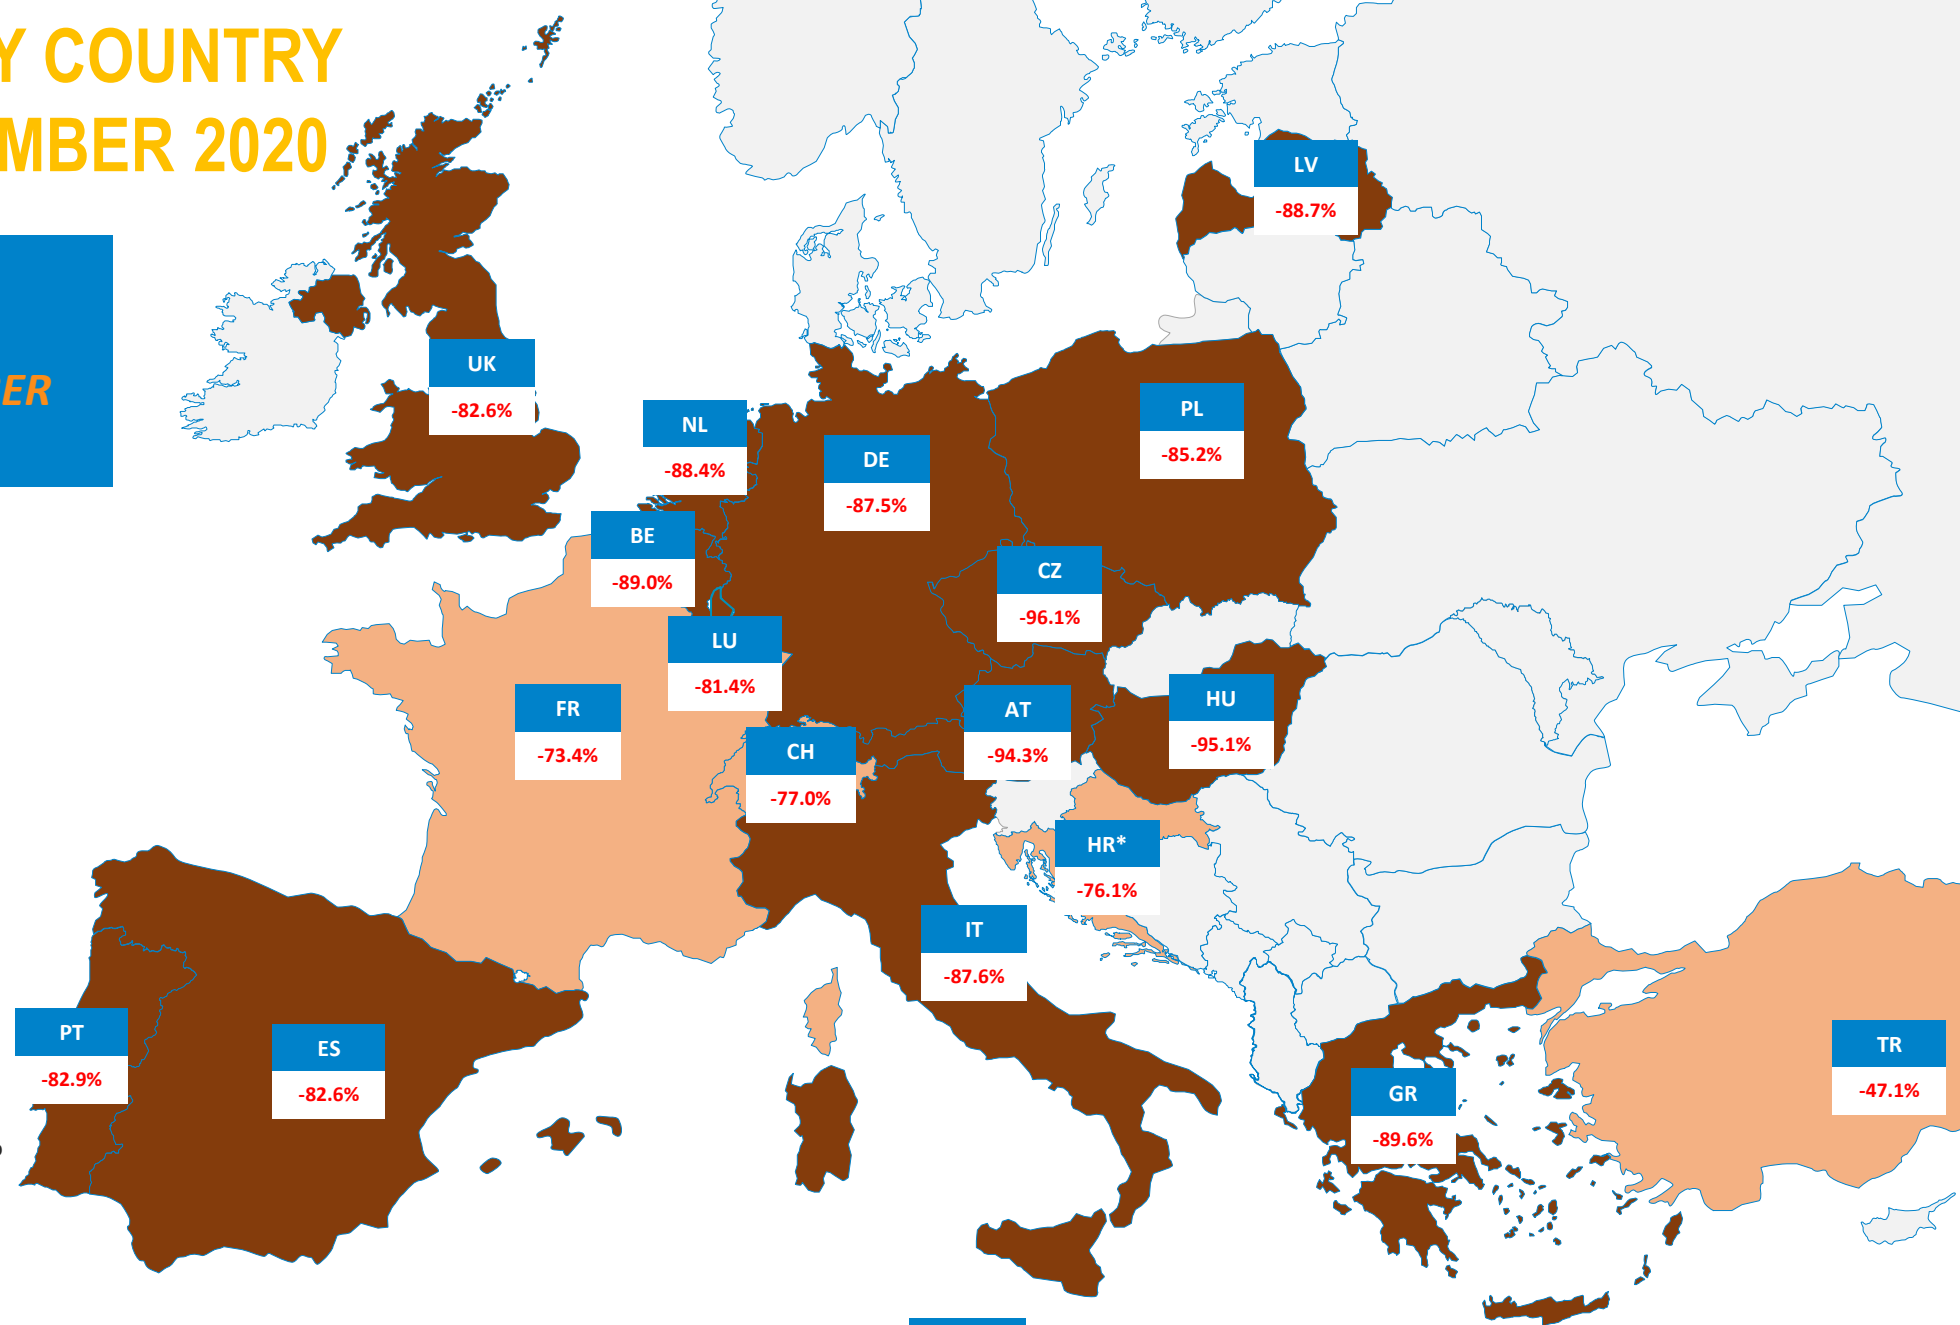 Y COUNTRY
MBER 2020
ER
LV
-88.7%
UK
-82.6%
NL
-88.4%
PL
-85.2%
DE
-87.5%
BE
-89.0%
CZ
-96.1%
LU
-81.4%
FR
-73.4%
AT
-94.3%
HU
-95.1%
CH
-77.0%
HR*
-76.1%
IT
-87.6%
PT
-82.9%
ES
-82.6%
TR
-47.1%
GR
-89.6%